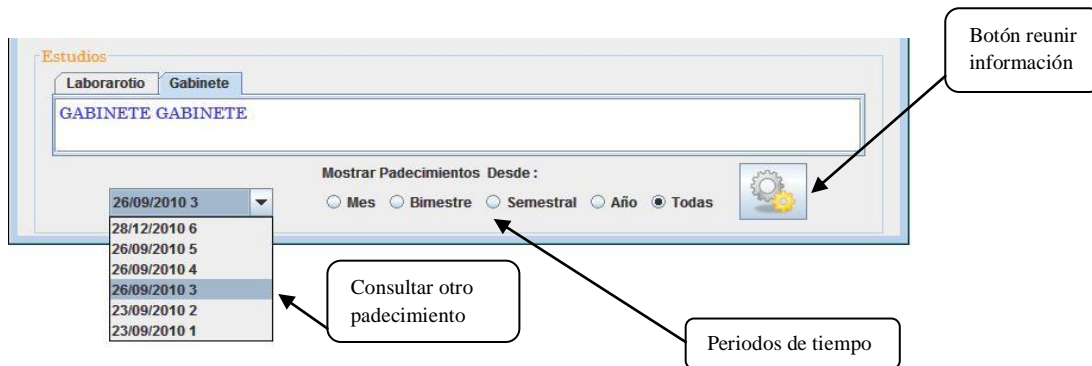 Botón reunir
información
Estudios
Laborarotio Gabinete
GABINETE GABINETE
Mostrar Padecimientos Desde :
26/09/2010 3
Mes Bimestre Semestral Año Todas
28/12/2010 6
26/09/2010 5
26/09/2010 4
26/09/2010 3
23/09/2010 2
23/09/2010 1
Consultar otro
padecimiento
Periodos de tiempo